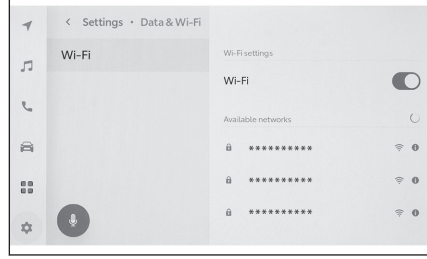 < Settings • Data & Wi-Fi
Wi-Fi
Wi-Fi settings
Wi-Fi
Available networks
**********
**********
**********